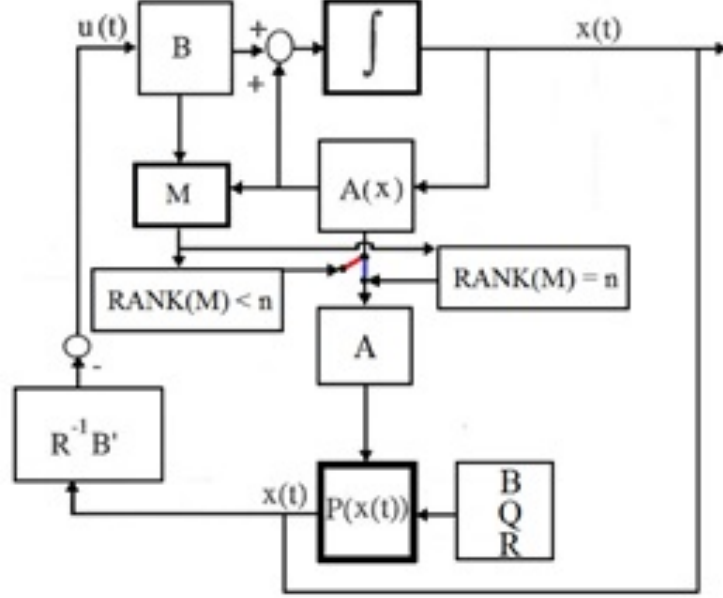 u(t)
B
+
∫
x(t)
+
M
A(x)
RANK(M) < n
RANK(M) = n
A
-
R⁻¹B'
x(t)
P(x(t))
B
Q
R